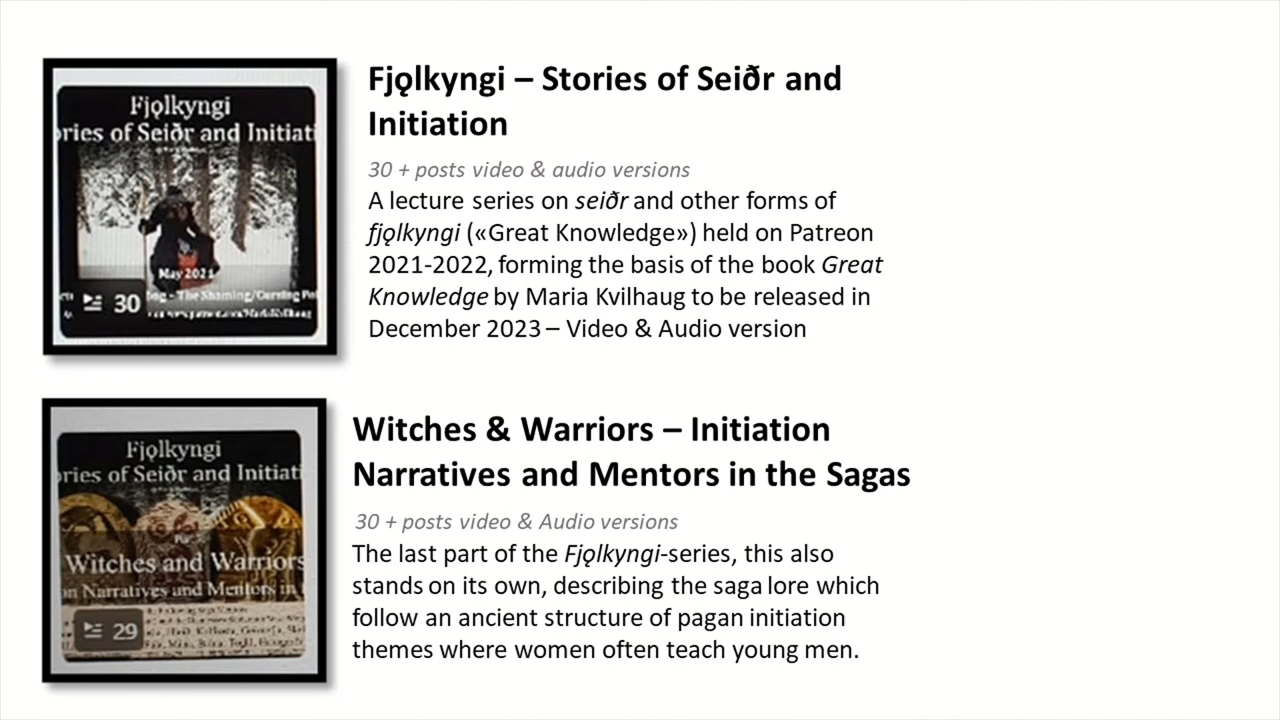 Fjǫlkyngi – Stories of Seiðr and
Initiation
30 + posts video & audio versions
A lecture series on seiðr and other forms of
fjǫlkyngi («Great Knowledge») held on Patreon
2021-2022, forming the basis of the book Great
Knowledge by Maria Kvilhaug to be released in
December 2023 – Video & Audio version
Fjǫlkyngi
ories of Seiðr and Initiati
May 2021
30
Witches & Warriors – Initiation
Narratives and Mentors in the Sagas
30 + posts video & Audio versions
The last part of the Fjǫlkyngi-series, this also
stands on its own, describing the saga lore which
follow an ancient structure of pagan initiation
themes where women often teach young men.
Fjǫlkyngi
ories of Seiðr and Initiati
Witches and Warriors
on Narratives and Mentors in
29